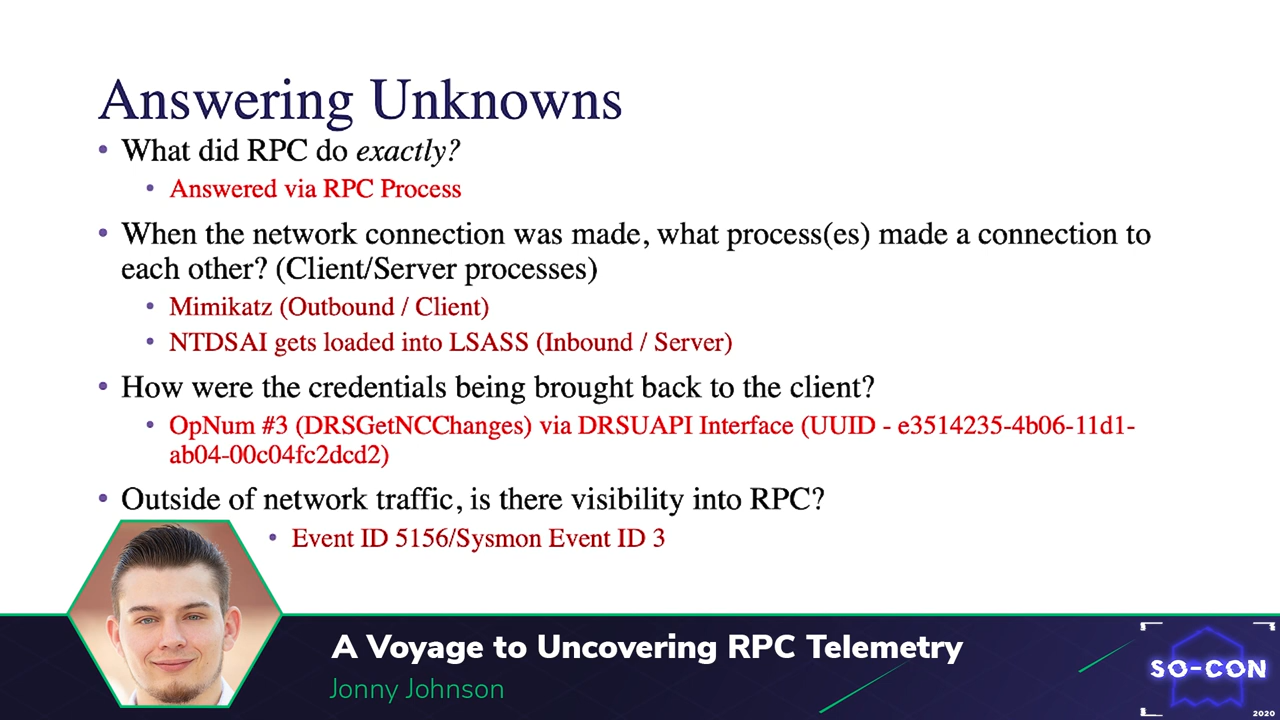 Answering Unknowns
• What did RPC do exactly?
• Answered via RPC Process
• When the network connection was made, what process(es) made a connection to
each other? (Client/Server processes)
• Mimikatz (Outbound / Client)
• NTDSAI gets loaded into LSASS (Inbound / Server)
• How were the credentials being brought back to the client?
• OpNum #3 (DRSGetNCChanges) via DRSUAPI Interface (UUID - e3514235-4b06-11d1-
ab04-00c04fc2dcd2)
• Outside of network traffic, is there visibility into RPC?
• Event ID 5156/Sysmon Event ID 3
A Voyage to Uncovering RPC Telemetry
Jonny Johnson
SO-CON
2020